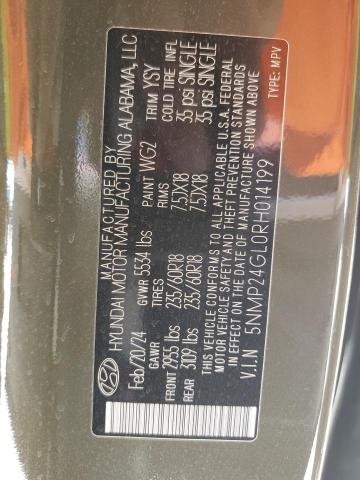 MANUFACTURED BY
HYUNDAI MOTOR MANUFACTURING ALABAMA, LLC
Feb/20/24 GVWR 5534 lbs PAINT WG2 TRIM YSY
GAWR TIRES RIMS COLD TIRE INFL
FRONT 2955 lbs 235/60R18 7.5JX18 35 psi SINGLE
REAR 3109 lbs 235/60R18 7.5JX18 35 psi SINGLE
THIS VEHICLE CONFORMS TO ALL APPLICABLE U.S.A. FEDERAL
MOTOR VEHICLE SAFETY AND THEFT PREVENTION STANDARDS
IN EFFECT ON THE DATE OF MANUFACTURE SHOWN ABOVE
V.I.N 5NMP24GL0RH014199 TYPE: MPV